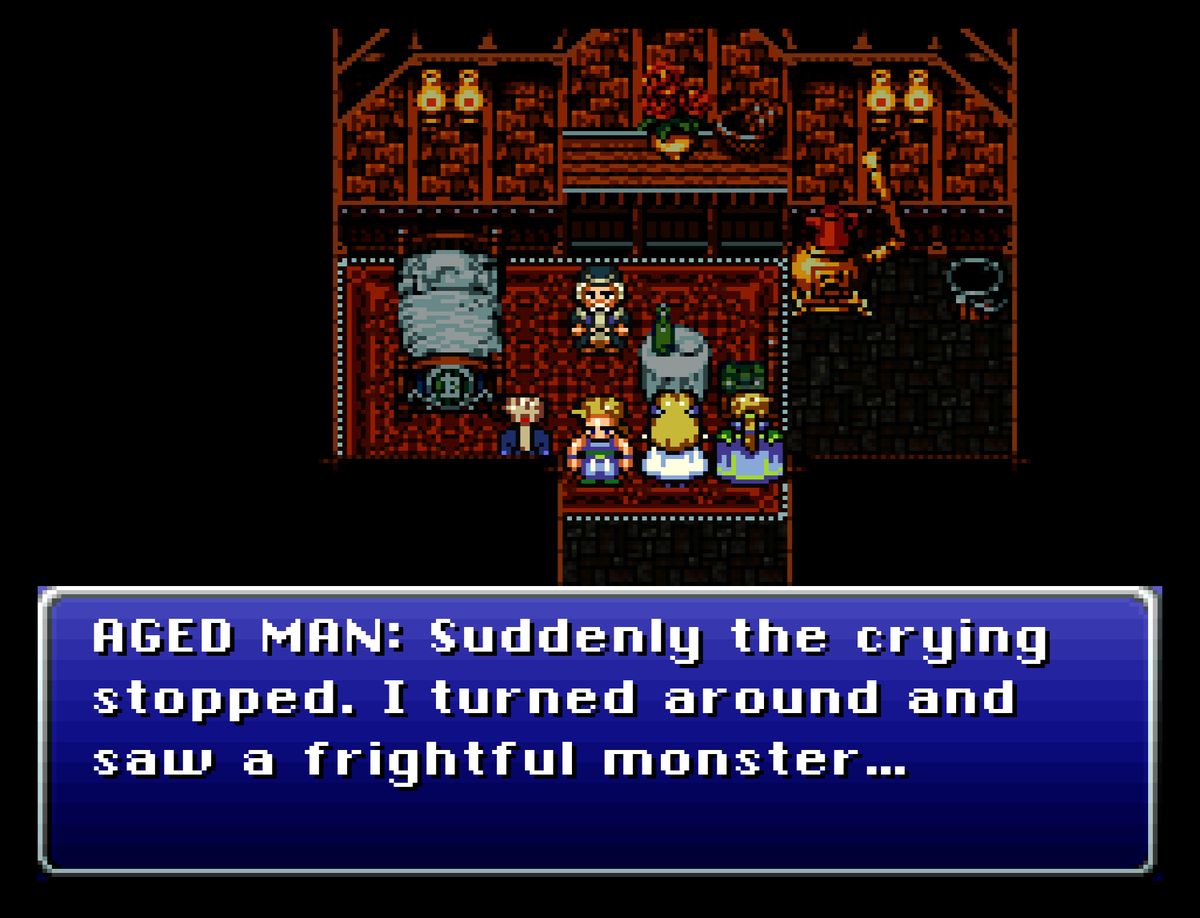 AGED MAN: Suddenly the crying
stopped. I turned around and
saw a frightful monster…